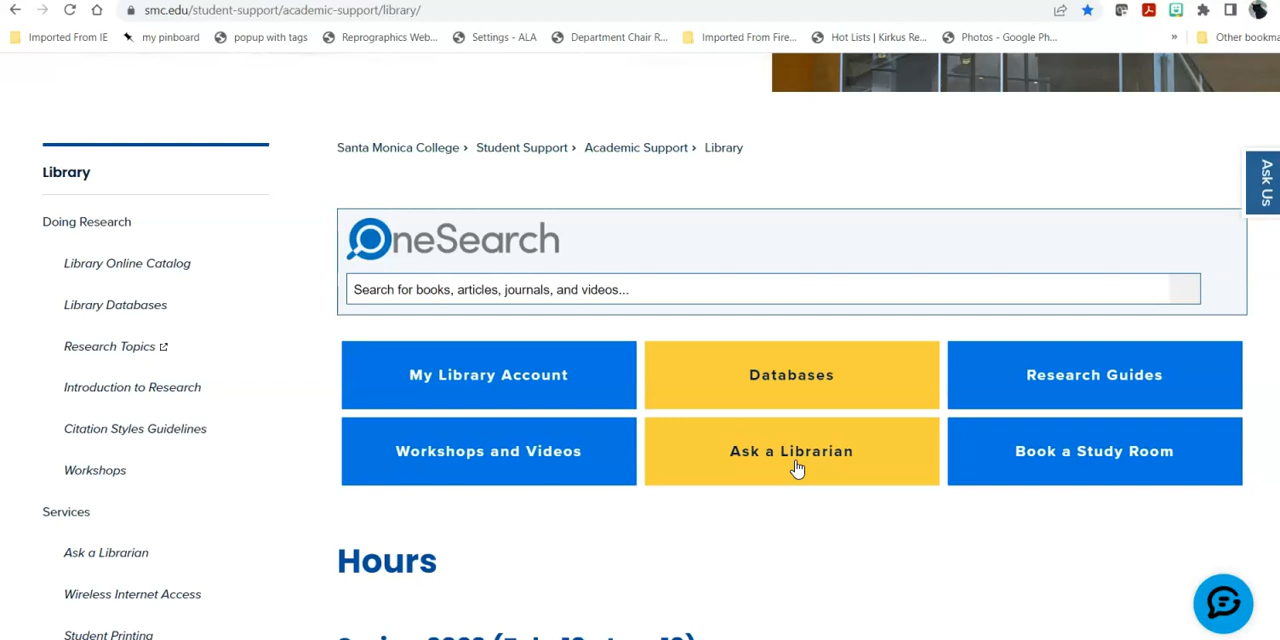 smc.edu/student-support/academic-support/library/
Imported From IE my pinboard popup with tags Reprographics Web... Settings - ALA Department Chair R... Imported From Fire... Hot Lists | Kirkus Re... Photos - Google Ph... » Other bookma
Santa Monica College › Student Support › Academic Support › Library
Library
Ask Us
Doing Research
OneSearch
Library Online Catalog
Search for books, articles, journals, and videos...
Library Databases
Research Topics
My Library Account Databases Research Guides
Introduction to Research
Citation Styles Guidelines
Workshops and Videos Ask a Librarian Book a Study Room
Workshops
Services
Ask a Librarian
Hours
Wireless Internet Access
Student Printing